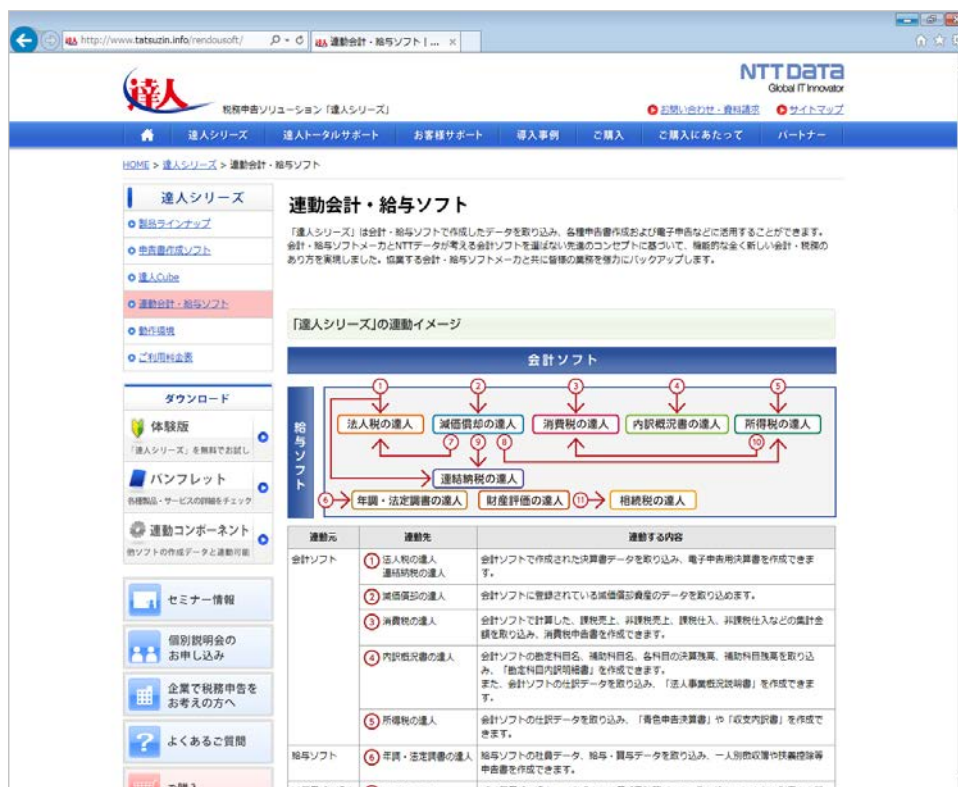 http://www.tatsuzin.info/rendousoft/
連動会計・給与ソフト | ...
達人
税務申告ソリューション「達人シリーズ」
NTT DATA
Global IT Innovator
お問い合わせ・資料請求
サイトマップ
達人シリーズ
達人トータルサポート
お客様サポート
導入事例
ご購入
ご購入にあたって
パートナー
HOME > 達人シリーズ > 連動会計・給与ソフト
達人シリーズ
製品ラインナップ
申告書作成ソフト
達人Cube
連動会計・給与ソフト
動作環境
ご利用料金表
ダウンロード
体験版
「達人シリーズ」を無料でお試し
パンフレット
各種製品・サービスの詳細をチェック
連動コンポーネント
他ソフトの作成データと連動可能
セミナー情報
個別説明会の
お申し込み
企業で税務申告を
お考えの方へ
よくあるご質問
連動会計・給与ソフト
「達人シリーズ」は会計・給与ソフトで作成したデータを取り込み、各種申告書作成および電子申告などに活用することができます。
会計・給与ソフトメーカとNTTデータが考える会計ソフトを選ばない先進のコンセプトに基づいて、機能的な全く新しい会計・税務の
あり方を実現しました。協業する会計・給与ソフトメーカと共に皆様の業務を強力にバックアップします。
「達人シリーズ」の連動イメージ
会計ソフト
給与ソフト
① ② ③ ④ ⑤
法人税の達人 減価償却の達人 消費税の達人 内訳概況書の達人 所得税の達人
⑦ ⑨ ⑧ ⑩
連結納税の達人
⑥ 年調・法定調書の達人 財産評価の達人 ⑪ 相続税の達人
連動元 連動先 連動する内容
会計ソフト ① 法人税の達人 会計ソフトで作成された決算書データを取り込み、電子申告用決算書を作成できま
連結納税の達人 す。
② 減価償却の達人 会計ソフトに登録されている減価償却資産のデータを取り込めます。
③ 消費税の達人 会計ソフトで計算した、課税売上、非課税売上、課税仕入、非課税仕入などの集計金
額を取り込み、消費税申告書を作成できます。
④ 内訳概況書の達人 会計ソフトの勘定科目名、補助科目名、各科目の決算残高、補助科目残高を取り込
み、「勘定科目内訳明細書」を作成できます。
また、会計ソフトの仕訳データを取り込み、「法人事業概況説明書」を作成できま
す。
⑤ 所得税の達人 会計ソフトの仕訳データを取り込み、「青色申告決算書」や「収支内訳書」を作成で
きます。
給与ソフト ⑥ 年調・法定調書の達人 給与ソフトの社員データ、給与・賞与データを取り込み、一人別徴収簿や扶養控除等
申告書を作成できます。